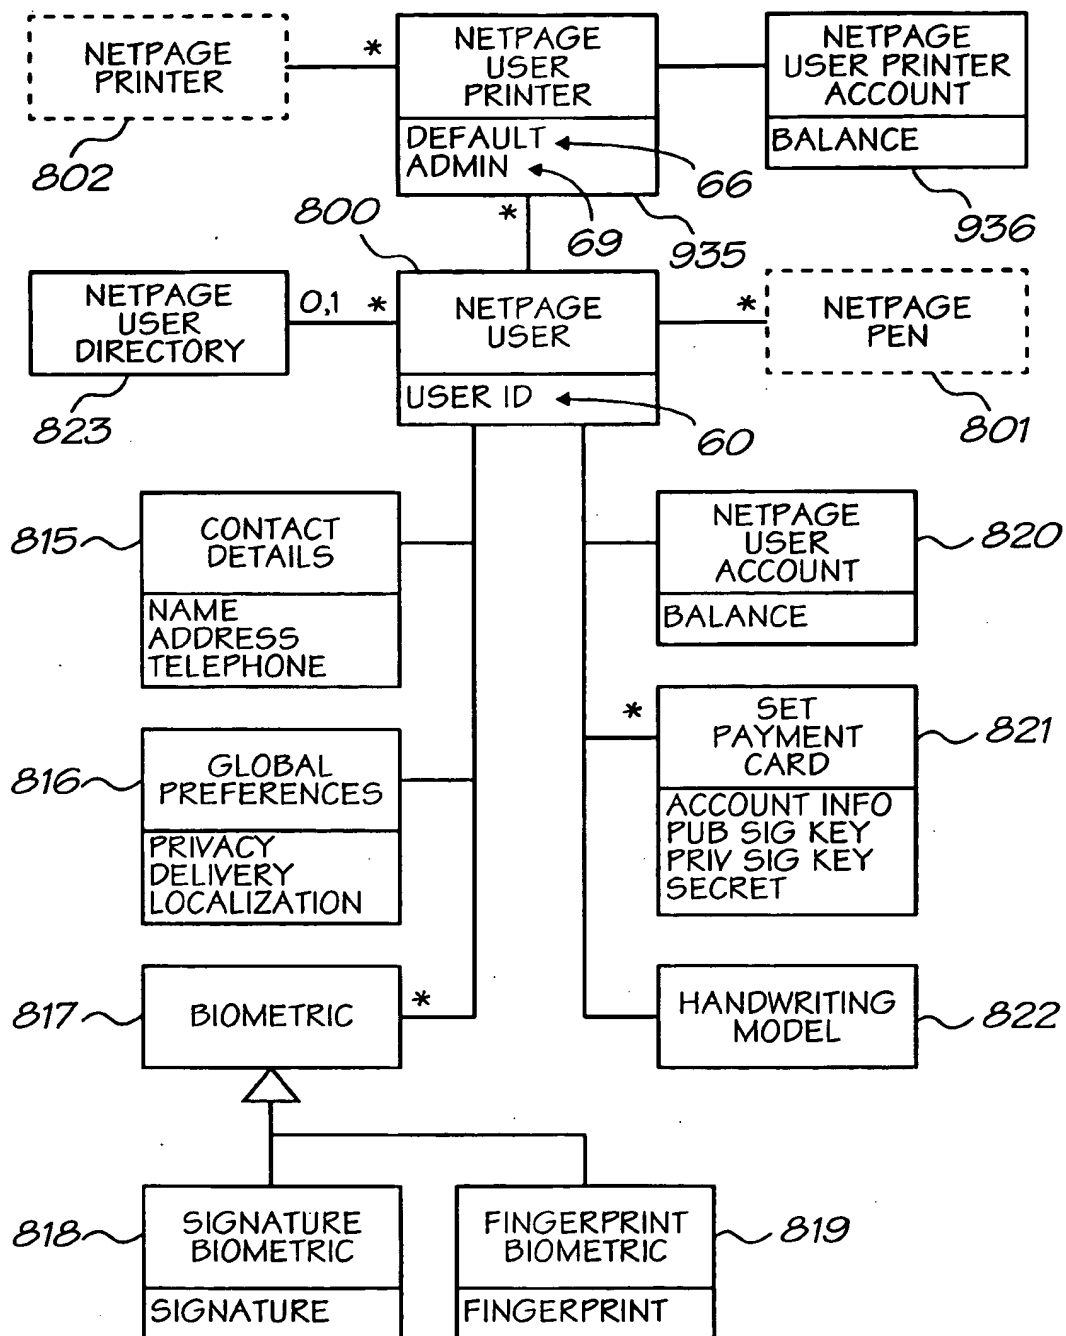 NETPAGE
PRINTER
802
*
NETPAGE
USER
PRINTER
DEFAULT
ADMIN
66
69
935
NETPAGE
USER PRINTER
ACCOUNT
BALANCE
936
*
800
NETPAGE
USER
DIRECTORY
823
0,1 *
NETPAGE
USER
USER ID
60
*
NETPAGE
PEN
801
815
CONTACT
DETAILS
NAME
ADDRESS
TELEPHONE
NETPAGE
USER
ACCOUNT
BALANCE
820
816
GLOBAL
PREFERENCES
PRIVACY
DELIVERY
LOCALIZATION
*
SET
PAYMENT
CARD
ACCOUNT INFO
PUB SIG KEY
PRIV SIG KEY
SECRET
821
817
BIOMETRIC
*
HANDWRITING
MODEL
822
818
SIGNATURE
BIOMETRIC
SIGNATURE
FINGERPRINT
BIOMETRIC
FINGERPRINT
819